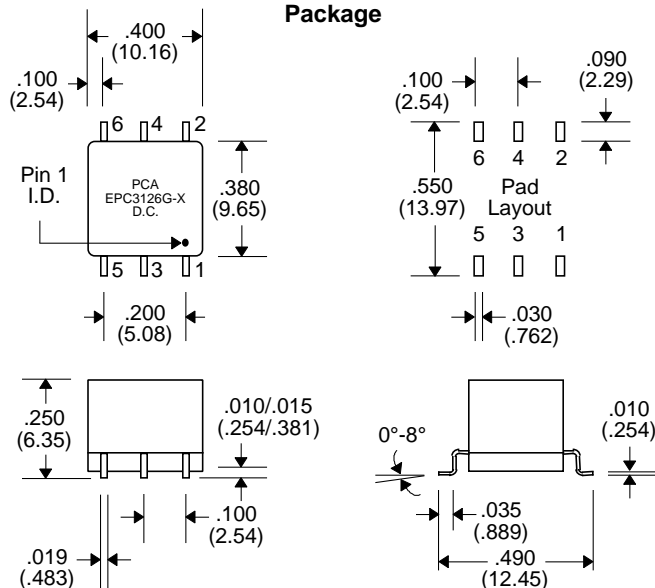 Package
.400
(10.16)
.100
(2.54)
6 4 2
Pin 1
I.D.
PCA
EPC3126G-X
D.C.
.380
(9.65)
5 3 1
.200
(5.08)
.100
(2.54)
.090
(2.29)
6 4 2
.550
(13.97)
Pad
Layout
5 3 1
.030
(.762)
.250
(6.35)
.010/.015
(.254/.381)
.100
(2.54)
.019
(.483)
0°-8°
.010
(.254)
.035
(.889)
.490
(12.45)